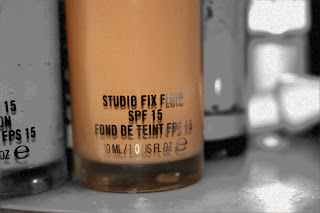 STUDIO FIX FLUID
SPF 15
FOND DE TEINT FPS 15
30 ML / 1.0 US FL OZ e
15
ON
FPS 15
OZ e